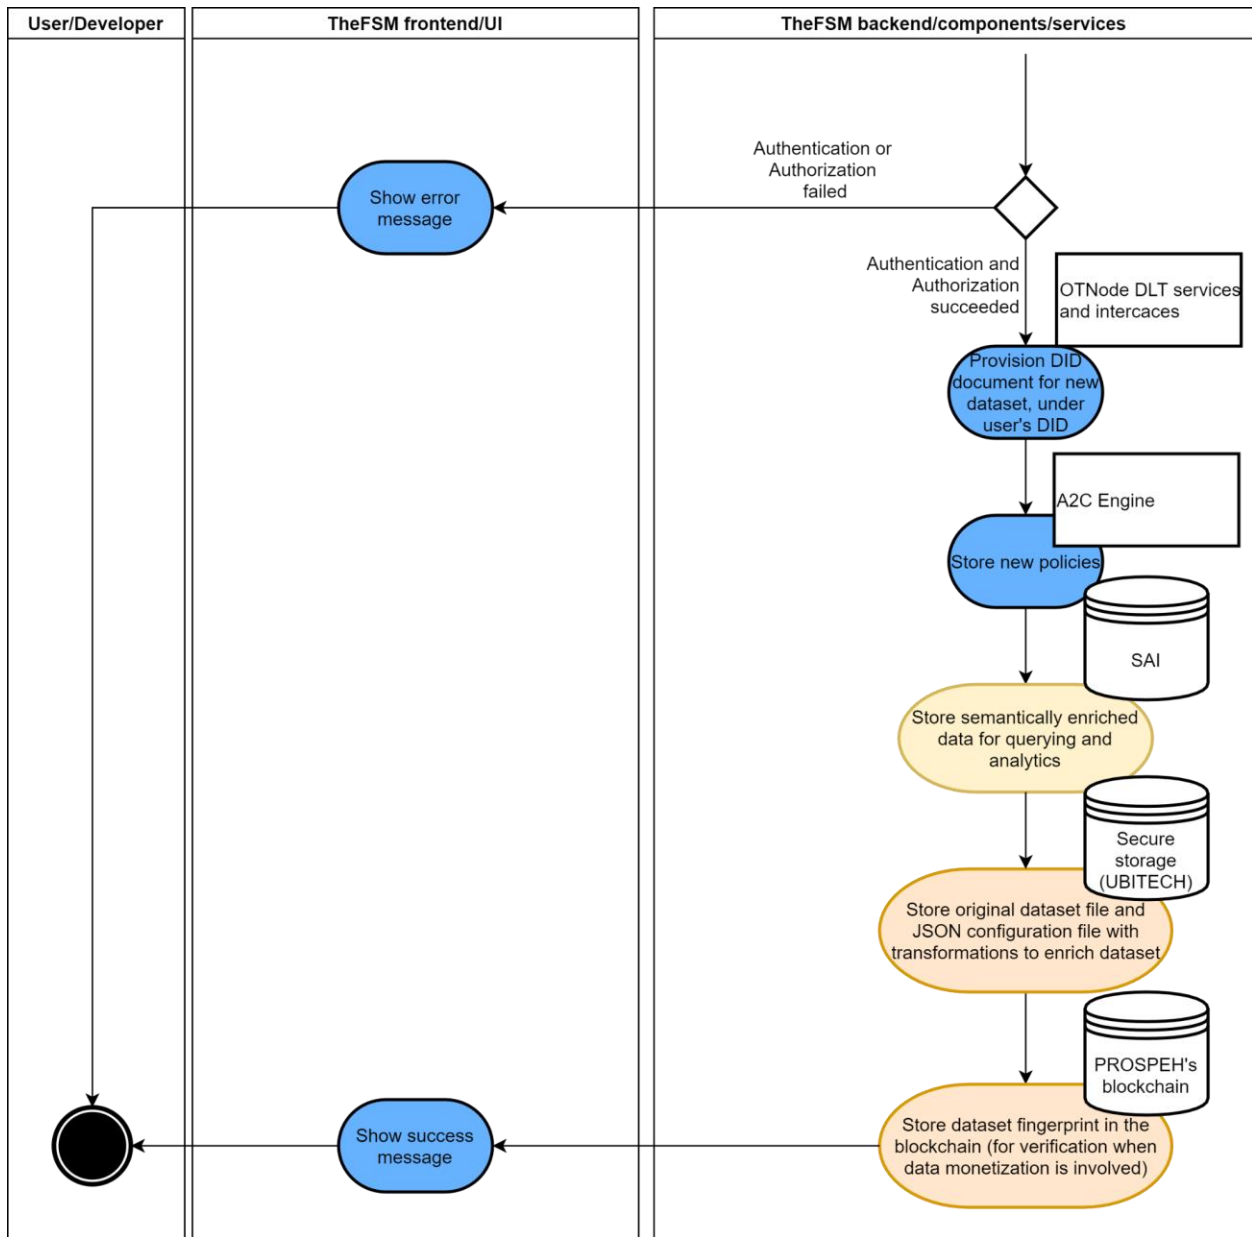 User/Developer
TheFSM frontend/UI
TheFSM backend/components/services
Authentication or
Authorization
failed
Show error
message
Authentication and
Authorization
succeeded
OTNode DLT services
and intercaces
Provision DID
document for new
dataset, under
user's DID
A2C Engine
Store new policies
SAI
Store semantically enriched
data for querying and
analytics
Secure
storage
(UBITECH)
Store original dataset file and
JSON configuration file with
transformations to enrich dataset
PROSPEH's
blockchain
Show success
message
Store dataset fingerprint in the
blockchain (for verification when
data monetization is involved)